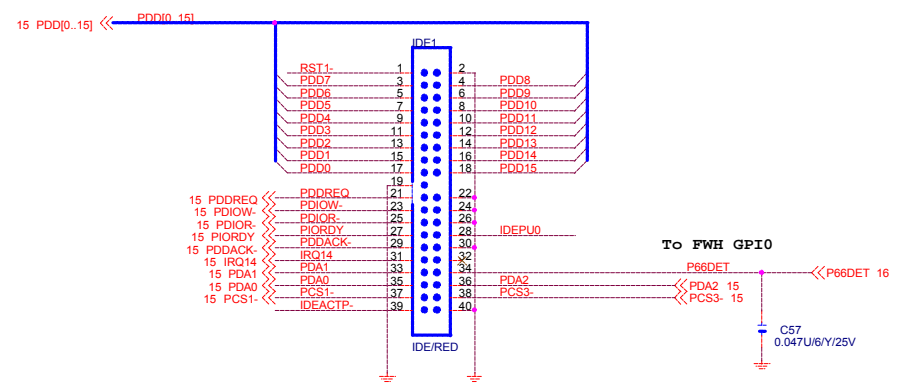 15 PDD[0..15] PDD[0..15]
IDE1
RST1- 1 2
PDD7 3 4 PDD8
PDD6 5 6 PDD9
PDD5 7 8 PDD10
PDD4 9 10 PDD11
PDD3 11 12 PDD12
PDD2 13 14 PDD13
PDD1 15 16 PDD14
PDD0 17 18 PDD15
19
15 PDDREQ PDDREQ 21 22
15 PDIOW- PDIOW- 23 24
15 PDIOR- PDIOR- 25 26
15 PIORDY PIORDY 27 28 IDEPU0
15 PDDACK- PDDACK- 29 30
15 IRQ14 IRQ14 31 32
To FWH GPI0
15 PDA1 PDA1 33 34 P66DET P66DET 16
15 PDA0 PDA0 35 36 PDA2 PDA2 15
15 PCS1- PCS1- 37 38 PCS3- PCS3- 15
IDEACTP- 39 40
IDE/RED
C57
0.047U/6/Y/25V